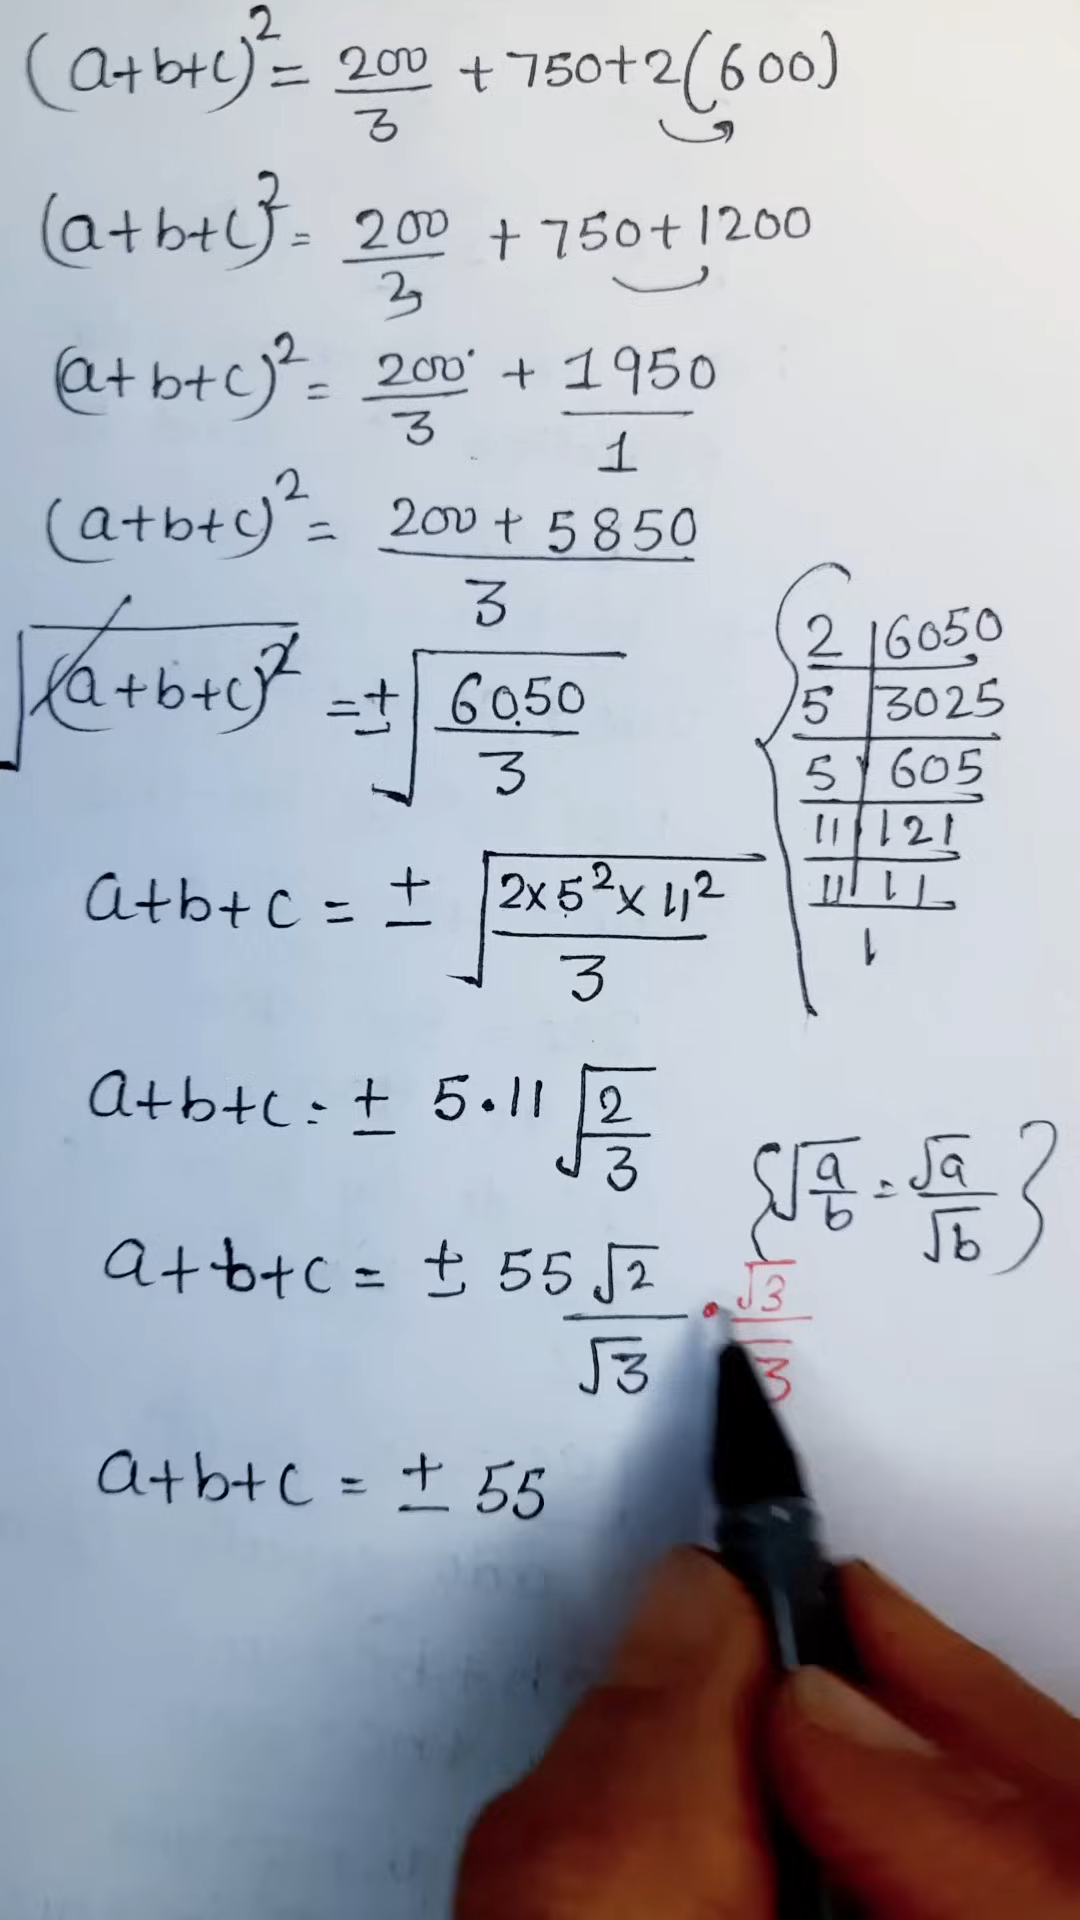 (a+b+c)² = 200/3 + 750+2(600)
(a+b+c)² = 200/3 + 750+1200
(a+b+c)² = 200/3 + 1950/1
(a+b+c)² = (200 + 5850)/3
√(a+b+c)² = ± √(6050/3)
2 | 6050
5 | 3025
5 | 605
11 | 121
11 | 11
1
a+b+c = ± √(2×5²×11²/3)
a+b+c = ± 5·11 √(2/3)
{√(a/b) = √a/√b}
a+b+c = ± 55 √2/√3 · √3/√3
a+b+c = ± 55